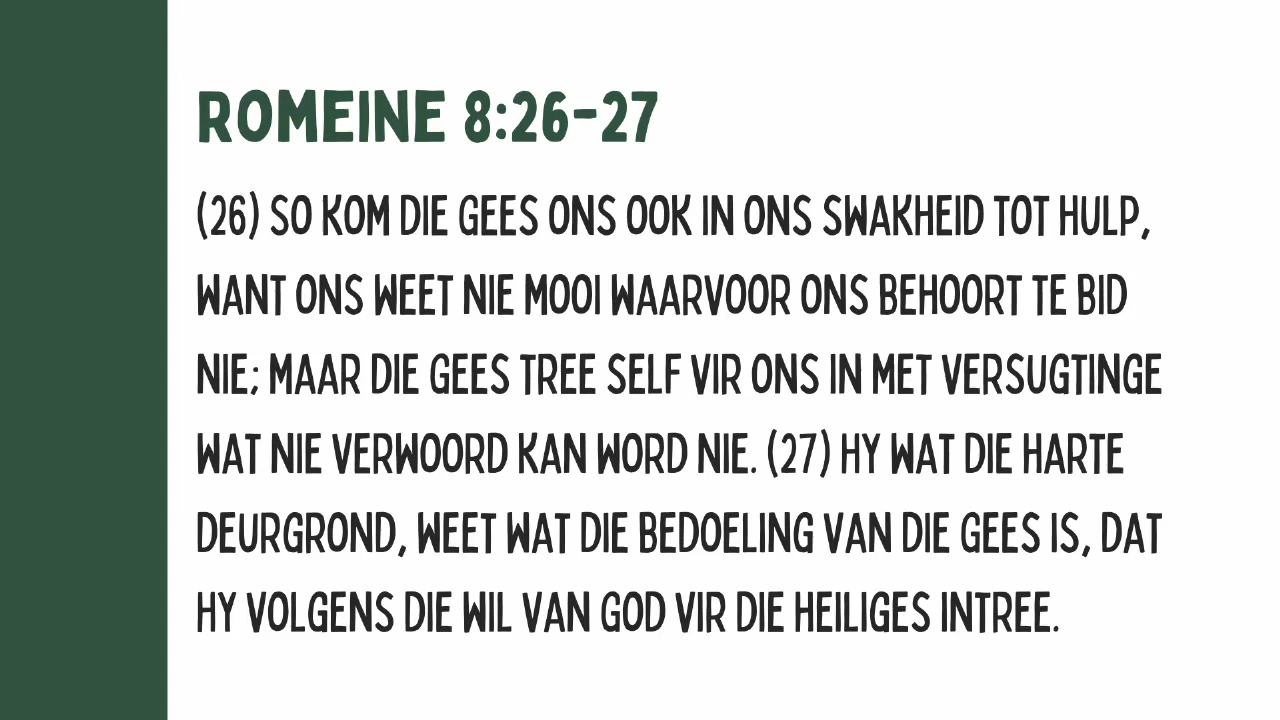 ROMEINE 8:26-27
(26) SO KOM DIE GEES ONS OOK IN ONS SWAKHEID TOT HULP,
WANT ONS WEET NIE MOOI WAARVOOR ONS BEHOORT TE BID
NIE; MAAR DIE GEES TREE SELF VIR ONS IN MET VERSUGTINGE
WAT NIE VERWOORD KAN WORD NIE. (27) HY WAT DIE HARTE
DEURGROND, WEET WAT DIE BEDOELING VAN DIE GEES IS, DAT
HY VOLGENS DIE WIL VAN GOD VIR DIE HEILIGES INTREE.